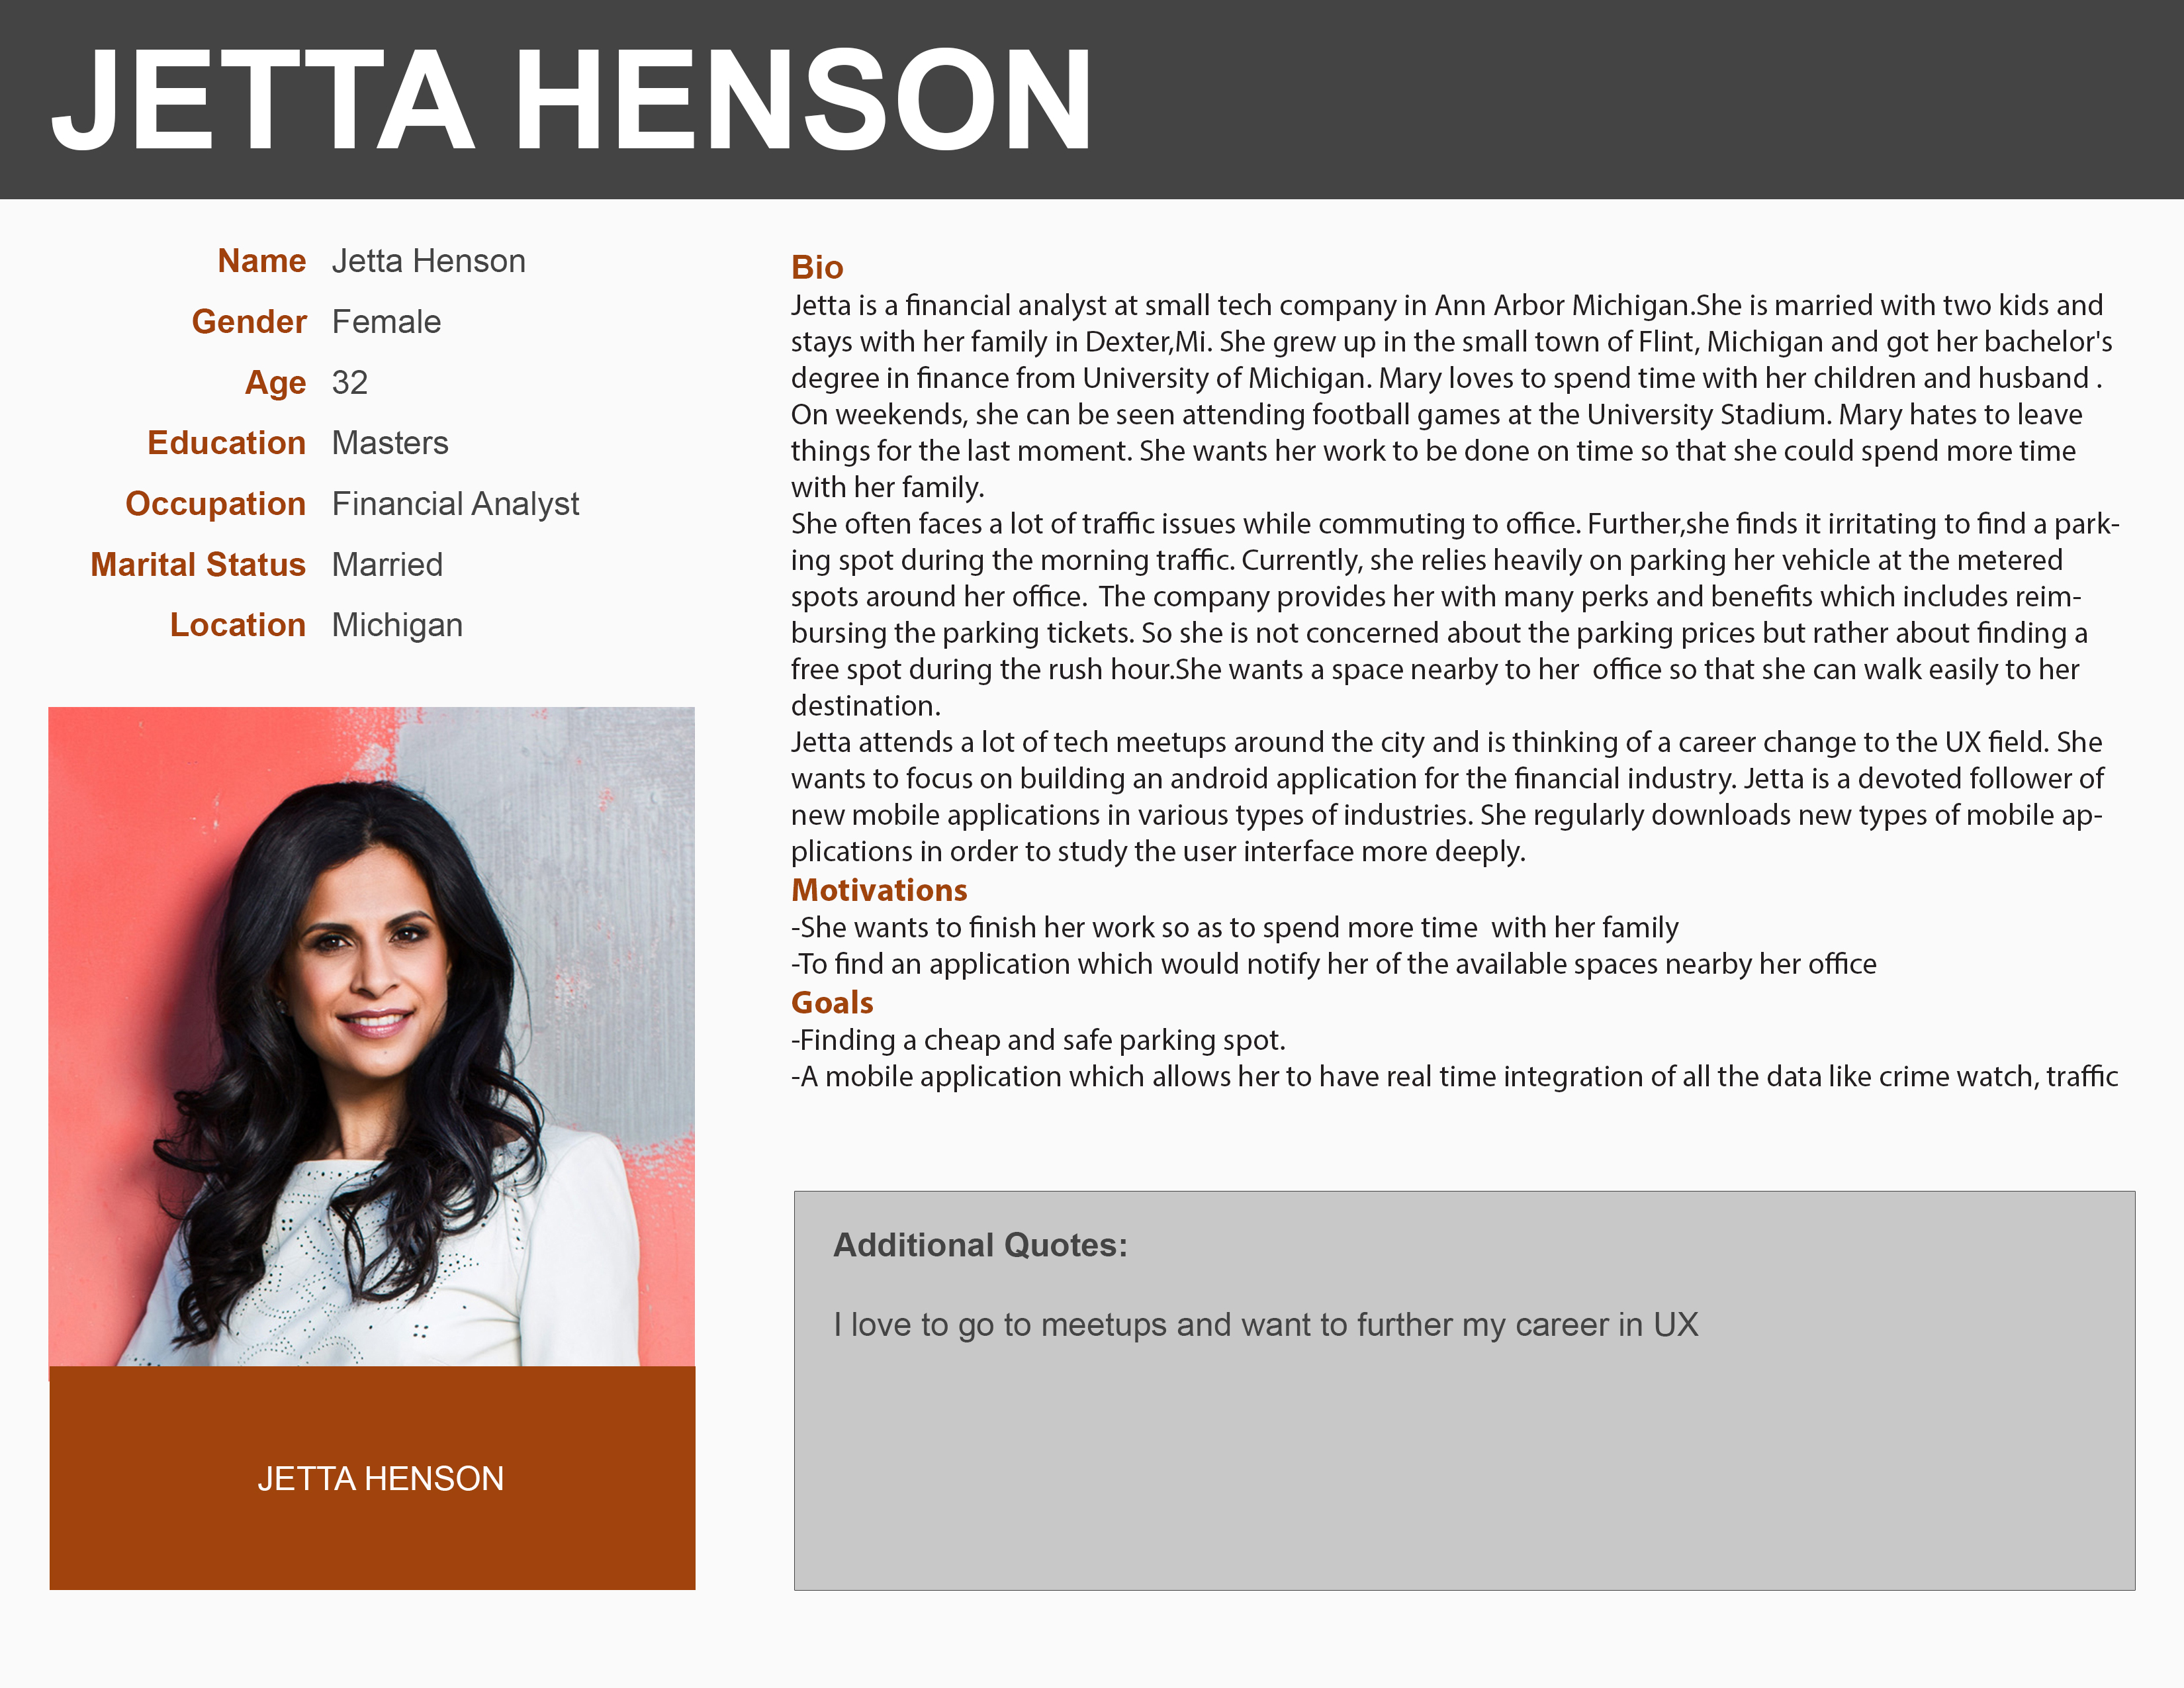 JETTA HENSON
Name Jetta Henson
Gender Female
Age 32
Education Masters
Occupation Financial Analyst
Marital Status Married
Location Michigan
JETTA HENSON
Bio
Jetta is a financial analyst at small tech company in Ann Arbor Michigan.She is married with two kids and
stays with her family in Dexter,Mi. She grew up in the small town of Flint, Michigan and got her bachelor's
degree in finance from University of Michigan. Mary loves to spend time with her children and husband .
On weekends, she can be seen attending football games at the University Stadium. Mary hates to leave
things for the last moment. She wants her work to be done on time so that she could spend more time
with her family.
She often faces a lot of traffic issues while commuting to office. Further,she finds it irritating to find a park-
ing spot during the morning traffic. Currently, she relies heavily on parking her vehicle at the metered
spots around her office.  The company provides her with many perks and benefits which includes reim-
bursing the parking tickets. So she is not concerned about the parking prices but rather about finding a
free spot during the rush hour.She wants a space nearby to her  office so that she can walk easily to her
destination.
Jetta attends a lot of tech meetups around the city and is thinking of a career change to the UX field. She
wants to focus on building an android application for the financial industry. Jetta is a devoted follower of
new mobile applications in various types of industries. She regularly downloads new types of mobile ap-
plications in order to study the user interface more deeply.
Motivations
-She wants to finish her work so as to spend more time  with her family
-To find an application which would notify her of the available spaces nearby her office
Goals
-Finding a cheap and safe parking spot.
-A mobile application which allows her to have real time integration of all the data like crime watch, traffic
Additional Quotes:
I love to go to meetups and want to further my career in UX